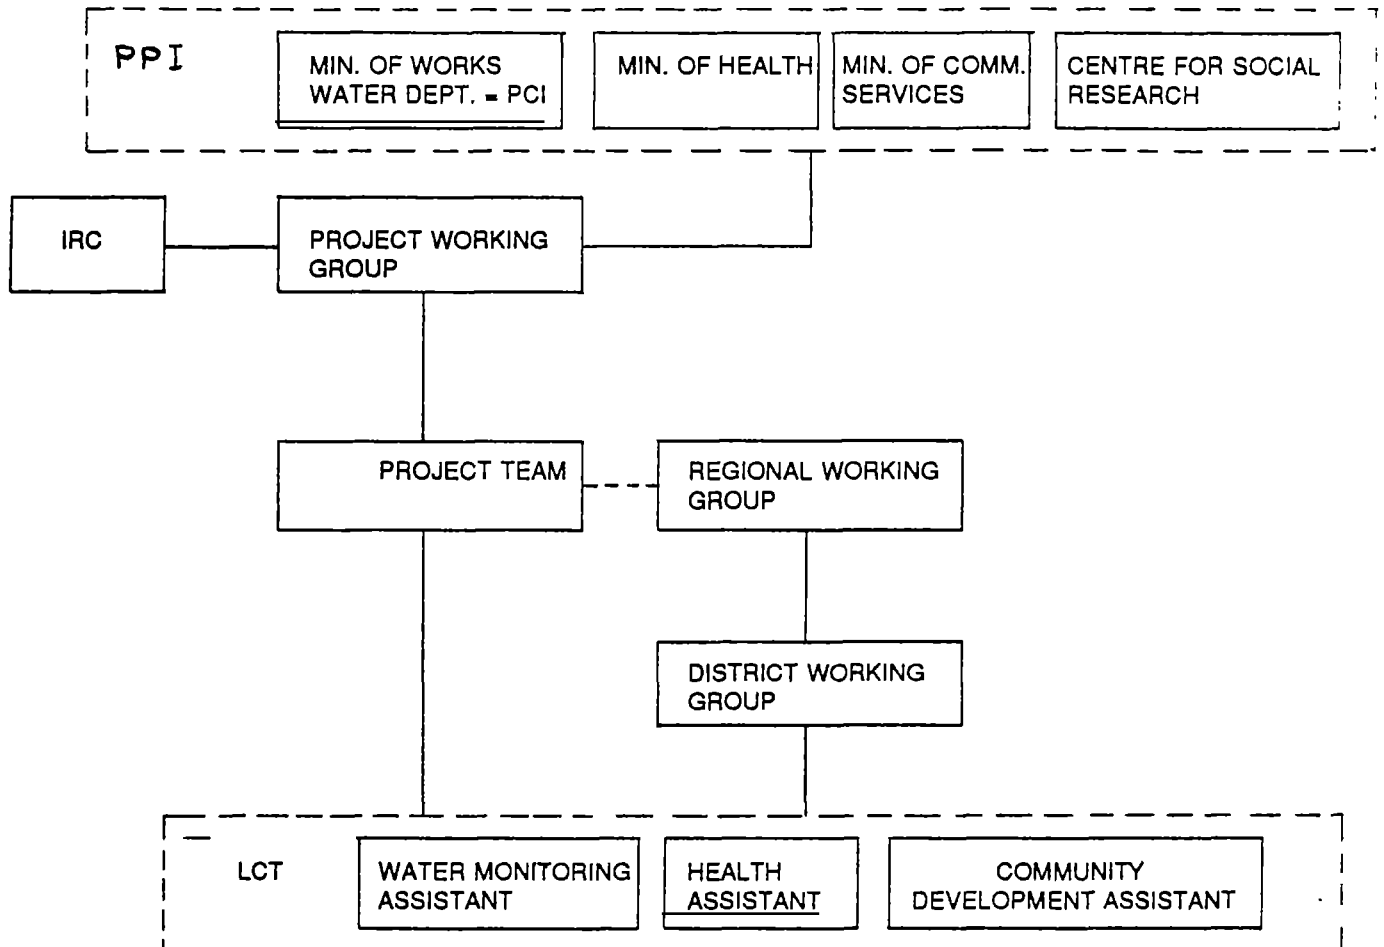 PPI
MIN. OF WORKS
WATER DEPT. = PCI
MIN. OF HEALTH
MIN. OF COMM.
SERVICES
CENTRE FOR SOCIAL
RESEARCH
IRC
PROJECT WORKING
GROUP
PROJECT TEAM
REGIONAL WORKING
GROUP
DISTRICT WORKING
GROUP
LCT
WATER MONITORING
ASSISTANT
HEALTH
ASSISTANT
COMMUNITY
DEVELOPMENT ASSISTANT